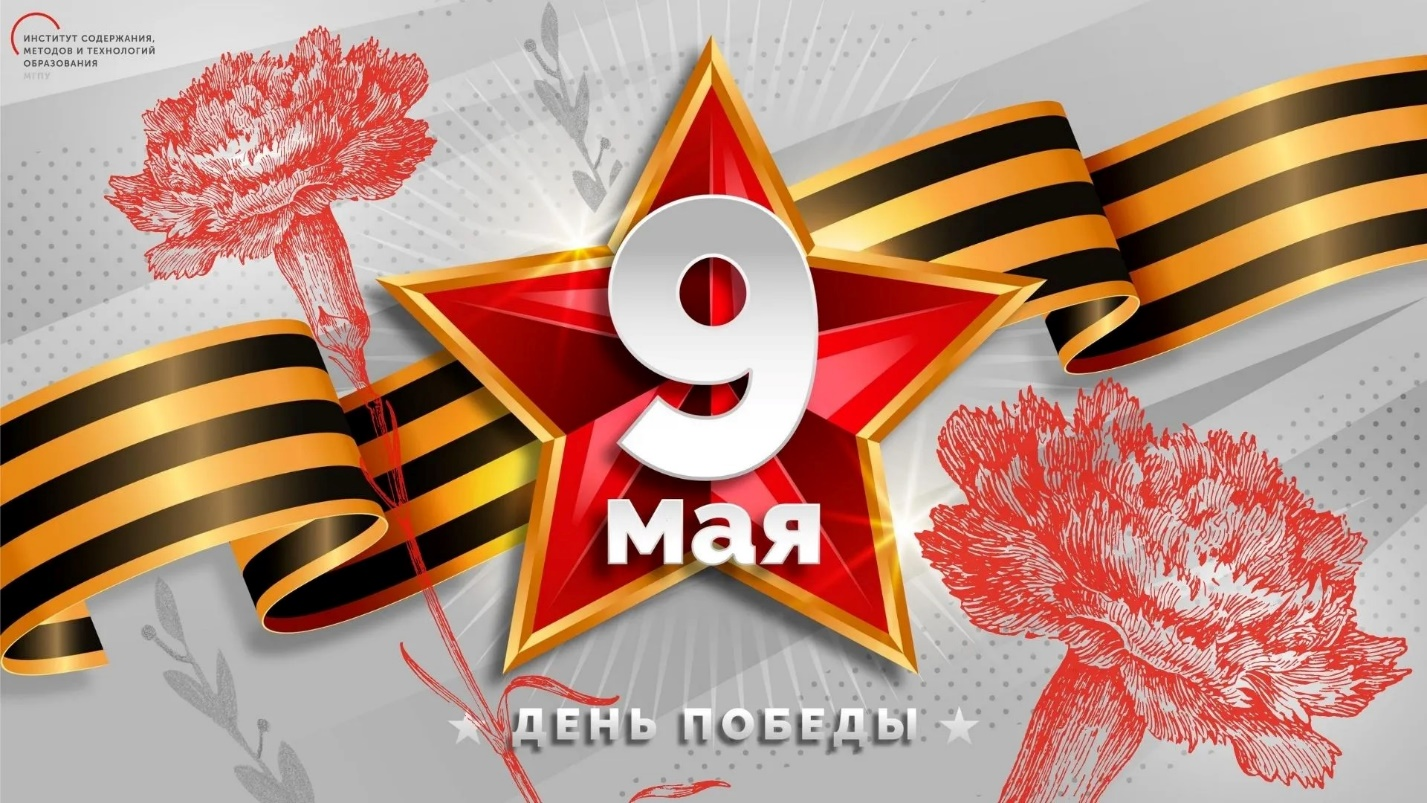 ИНСТИТУТ СОДЕРЖАНИЯ,
МЕТОДОВ И ТЕХНОЛОГИЙ
ОБРАЗОВАНИЯ
МГПУ
9
мая
ДЕНЬ ПОБЕДЫ